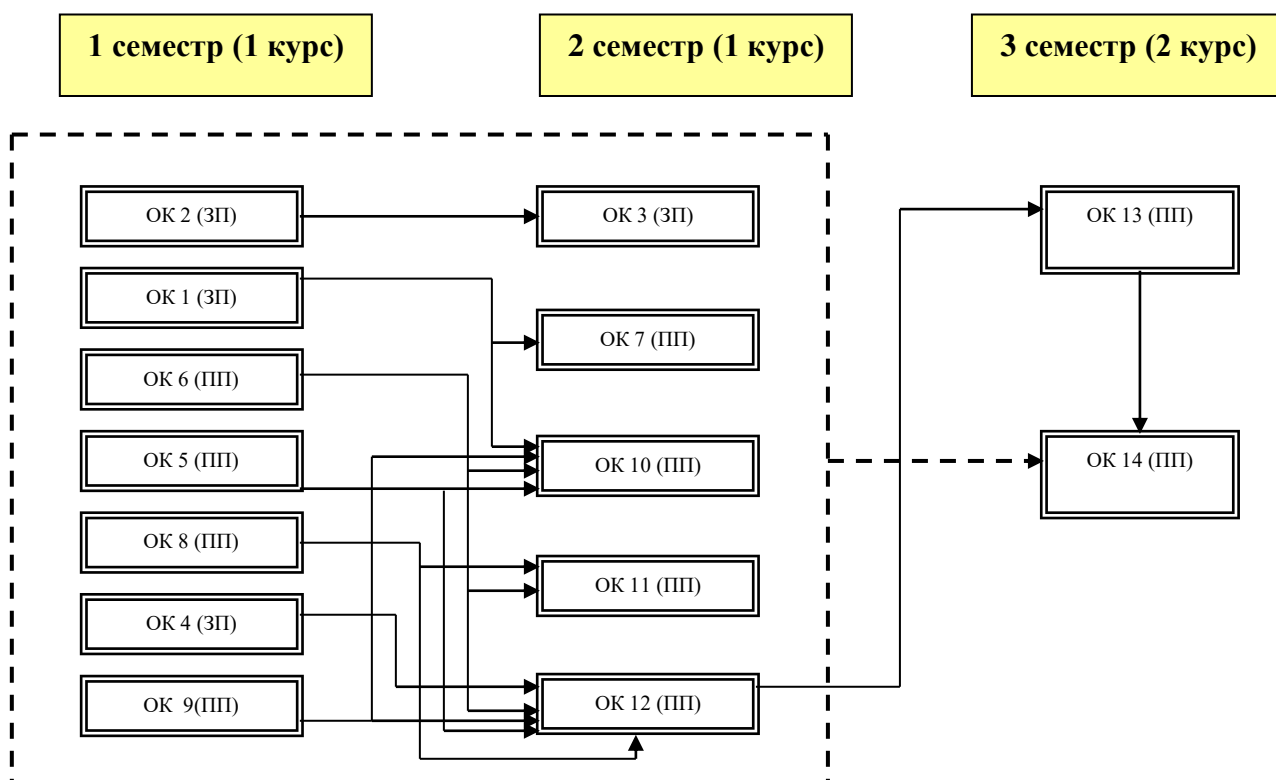 1 семестр (1 курс)
2 семестр (1 курс)
3 семестр (2 курс)
ОК 2 (ЗП)
ОК 3 (ЗП)
ОК 13 (ПП)
ОК 1 (ЗП)
ОК 7 (ПП)
ОК 6 (ПП)
ОК 5 (ПП)
ОК 10 (ПП)
ОК 14 (ПП)
ОК 8 (ПП)
ОК 11 (ПП)
ОК 4 (ЗП)
ОК 9(ПП)
ОК 12 (ПП)